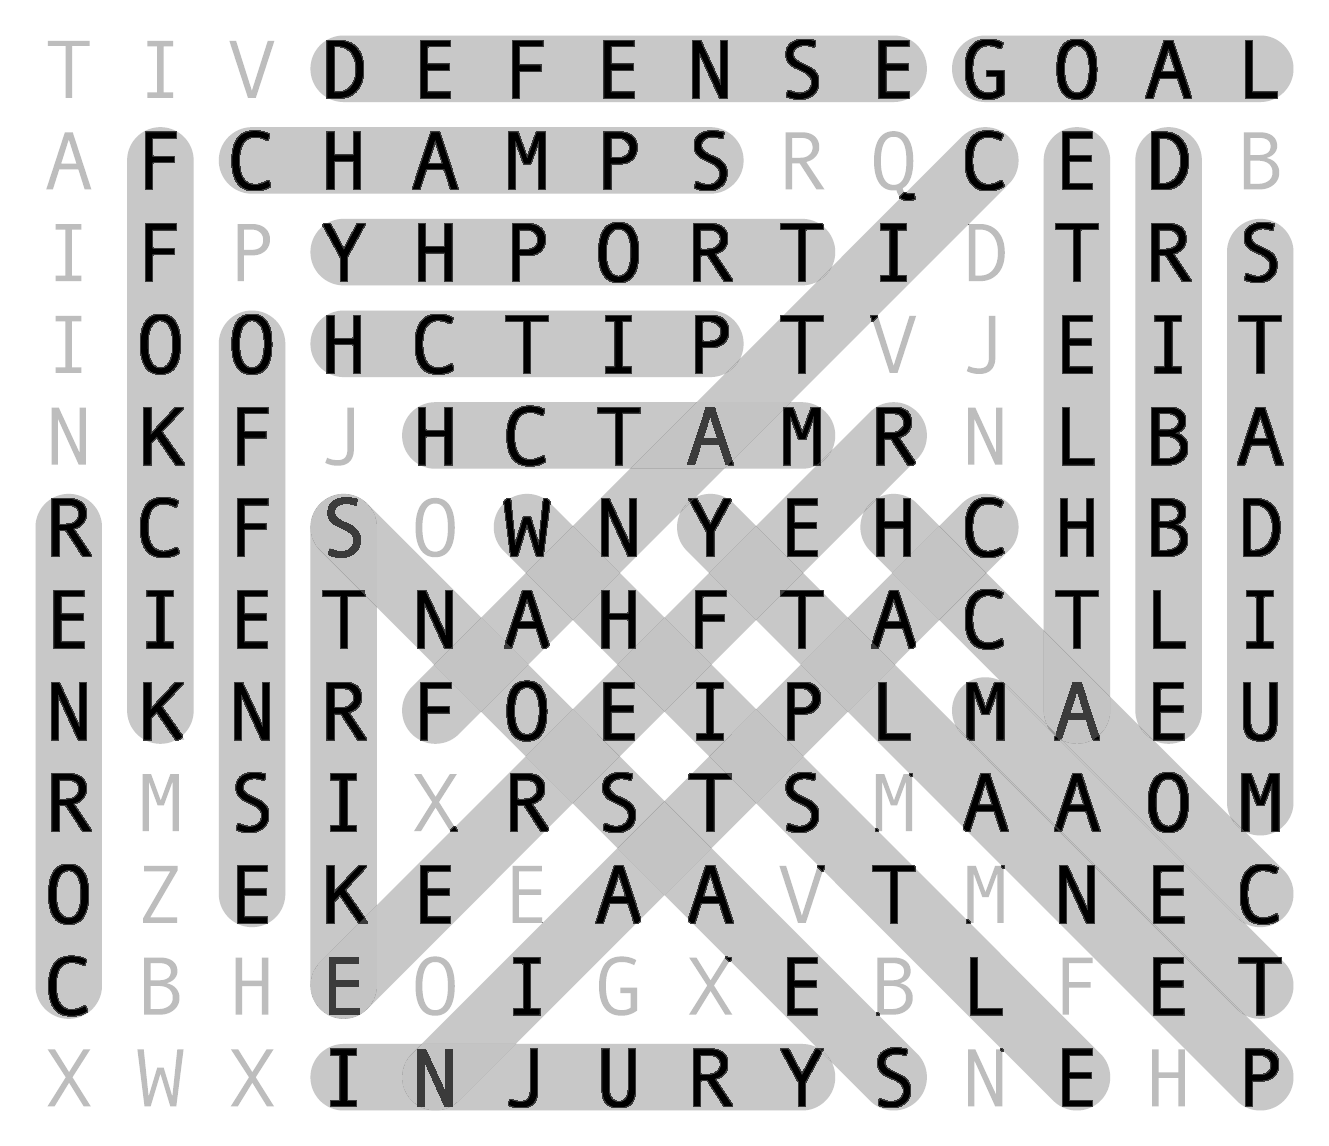 T I V D E F E N S E G O A L
A F C H A M P S R Q C E D B
I F P Y H P O R T I D T R S
I O O H C T I P T V J E I T
N K F J H C T A M R N L B A
R C F S O W N Y E H C H B D
E I E T N A H F T A C T L I
N K N R F O E I P L M A E U
R M S I X R S T S M A A O M
O Z E K E E A A V T M N E C
C B H E O I G X E B L F E T
X W X I N J U R Y S N E H P